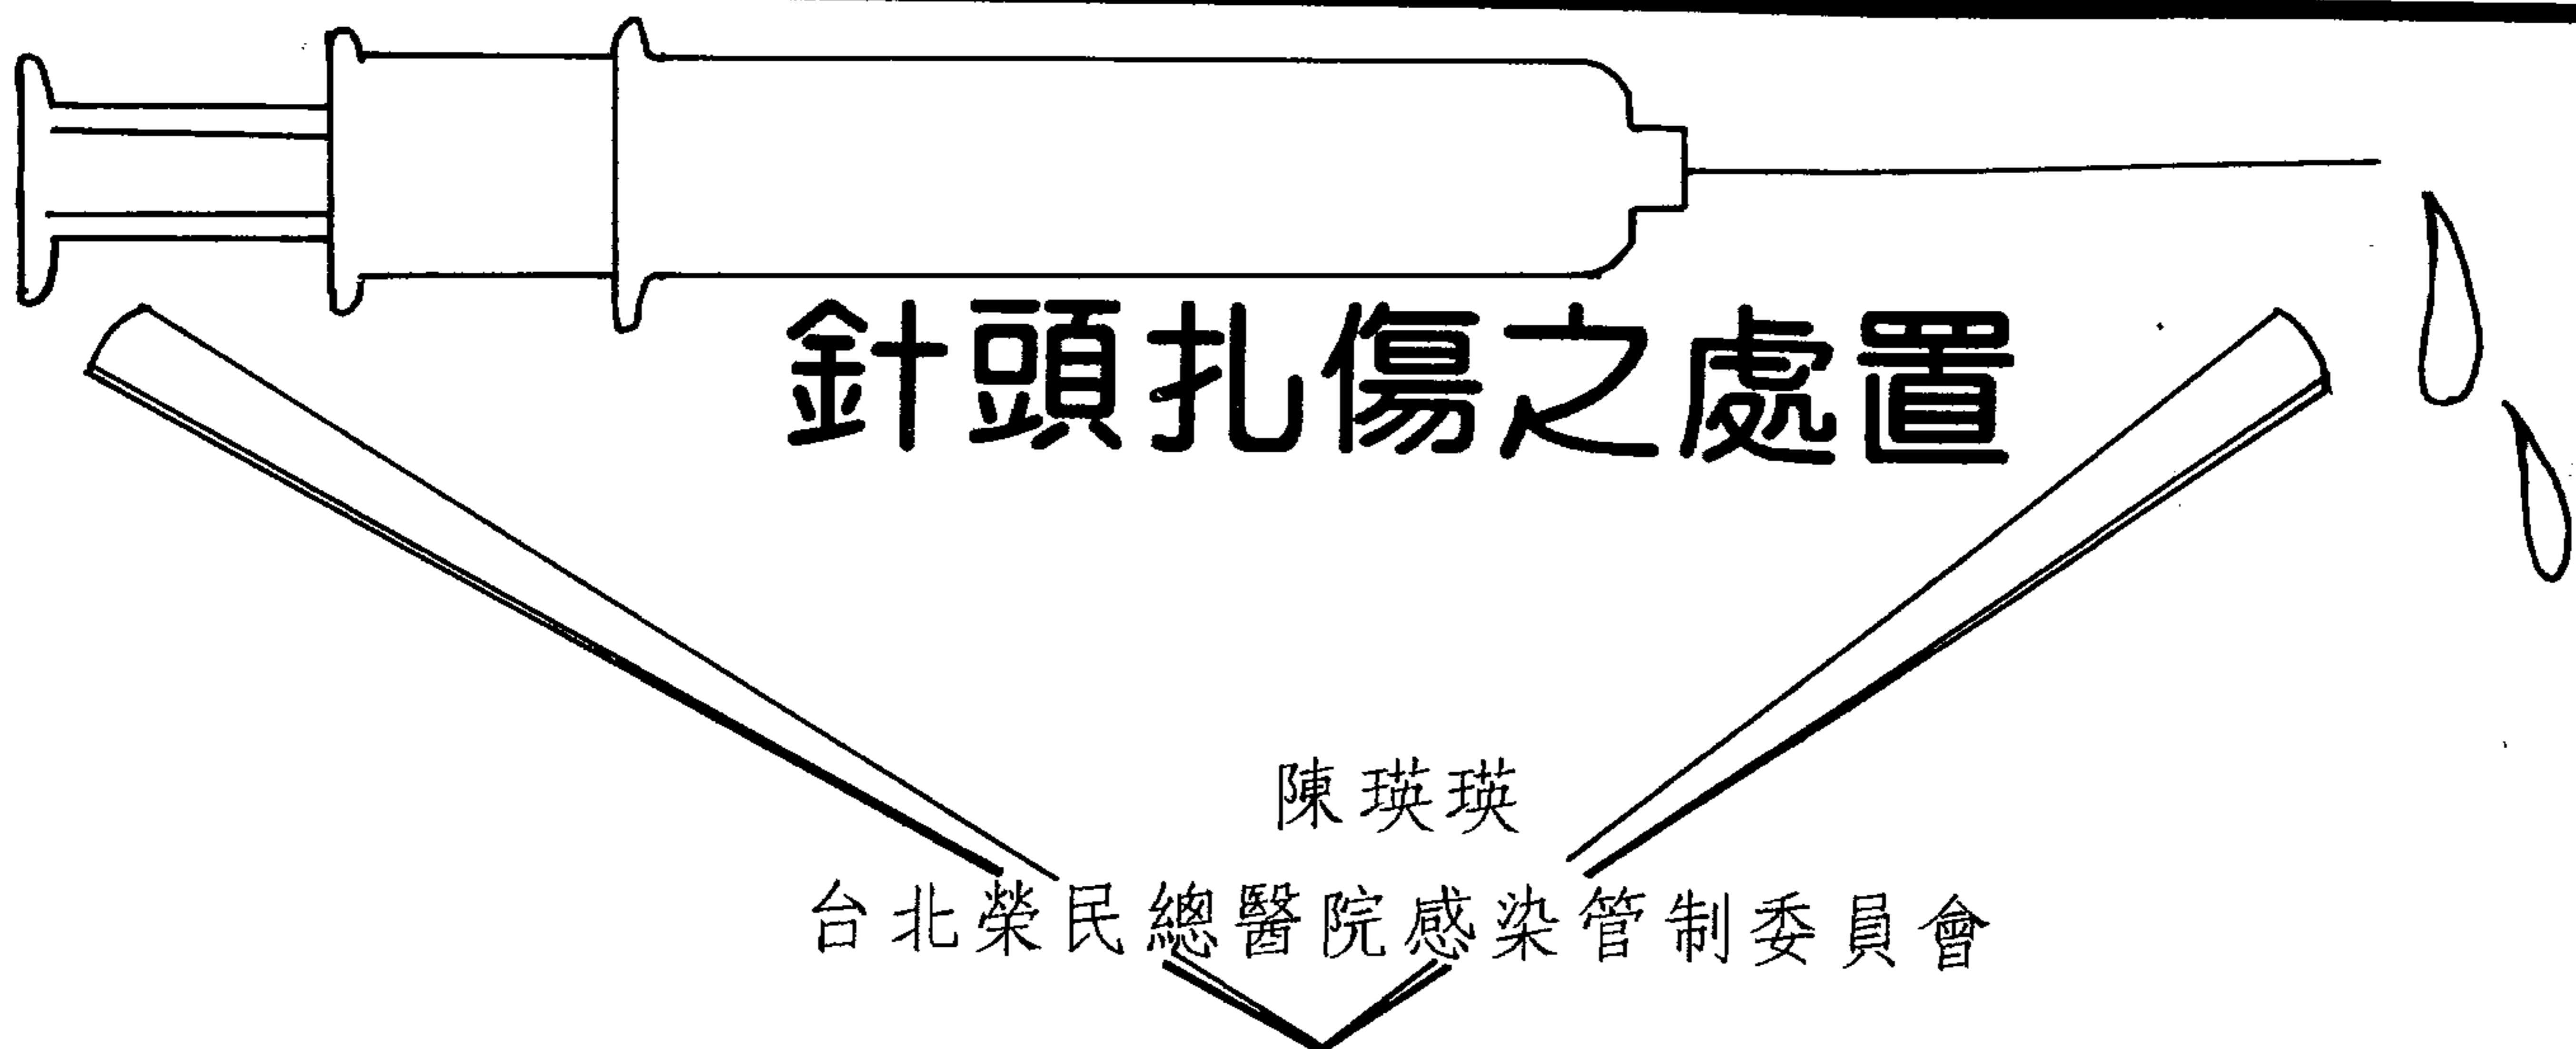 針頭扎傷之處置
陳瑛瑛
台北榮民總醫院感染管制委員會